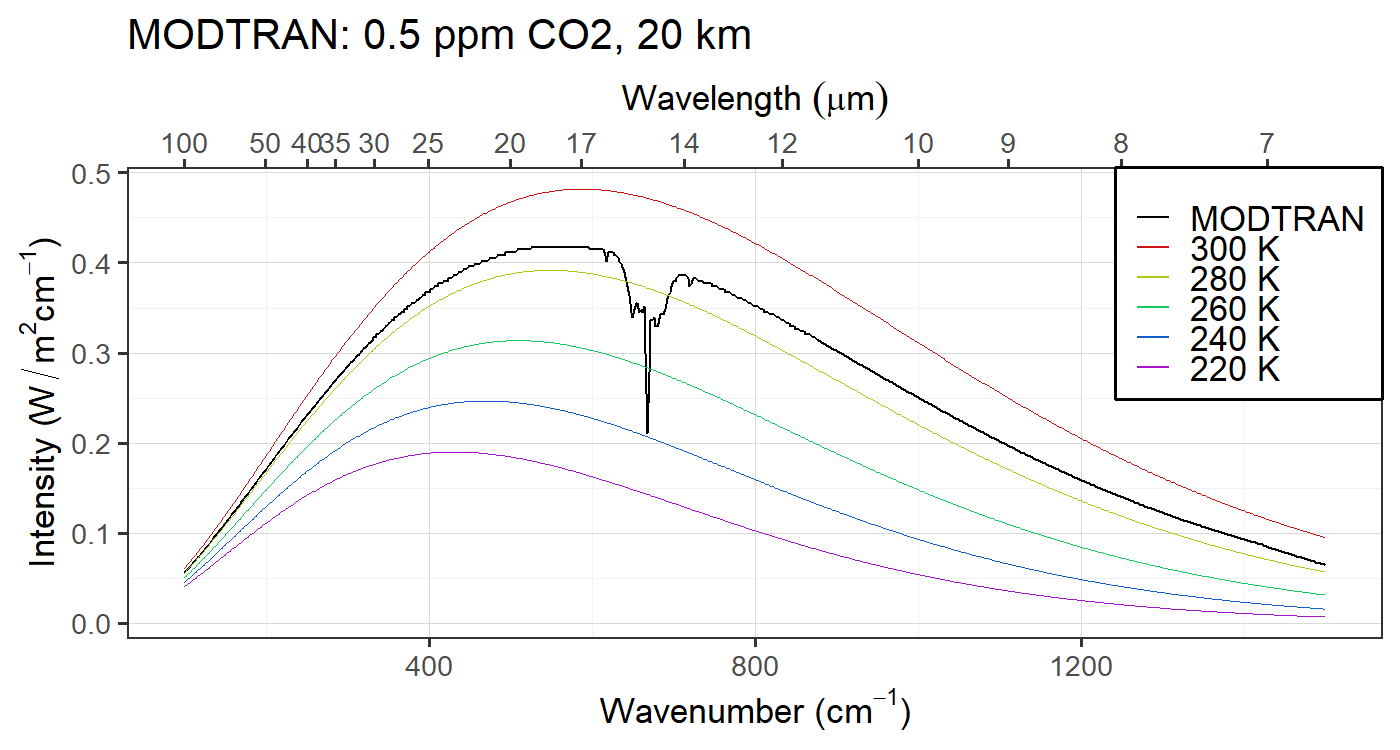 MODTRAN: 0.5 ppm CO2, 20 km
Wavelength (μm)
100 50 40 35 30 25 20 17 14 12 10 9 8 7
0.5
0.4
0.3
0.2
0.1
0.0
Intensity (W / m²cm⁻¹)
MODTRAN
300 K
280 K
260 K
240 K
220 K
400 800 1200
Wavenumber (cm⁻¹)